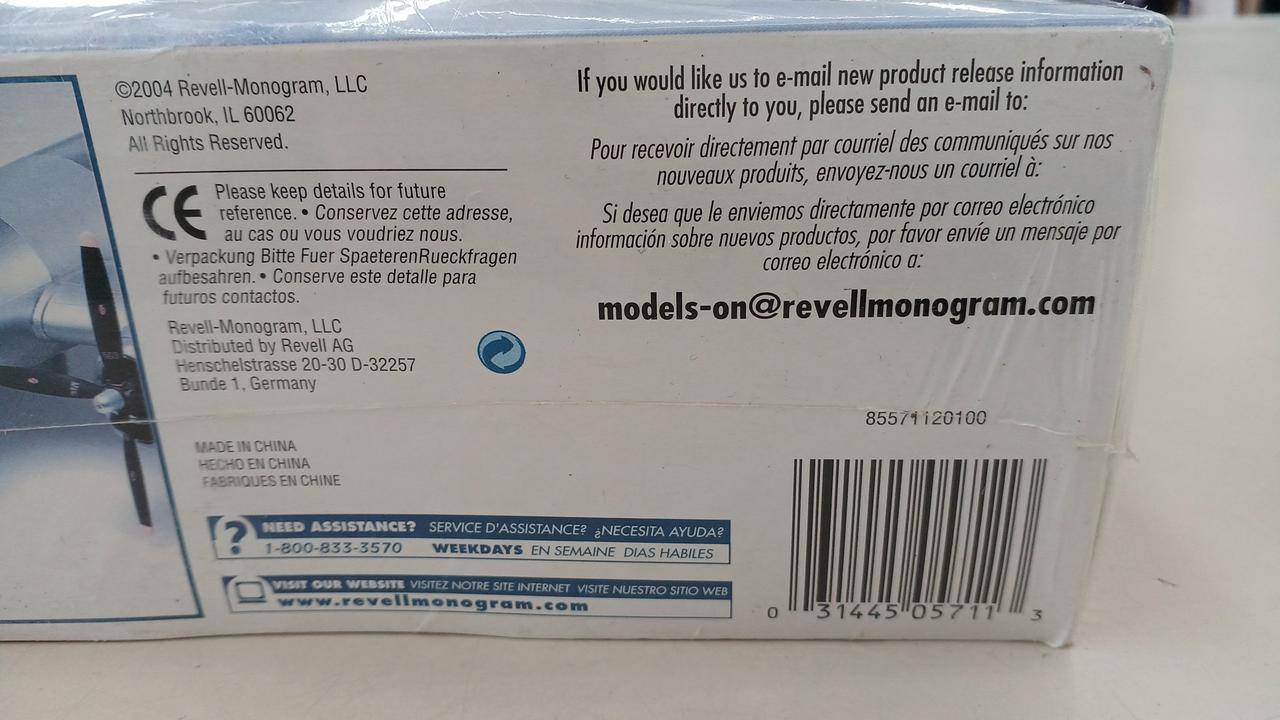 ©2004 Revell-Monogram, LLC
Northbrook, IL 60062
All Rights Reserved.
CE
Please keep details for future
reference. • Conservez cette adresse,
au cas ou vous voudriez nous.
• Verpackung Bitte Fuer SpaeterenRueckfragen
aufbesahren. • Conserve este detalle para
futuros contactos.
Revell-Monogram, LLC
Distributed by Revell AG
Henschelstrasse 20-30 D-32257
Bunde 1, Germany
MADE IN CHINA
HECHO EN CHINA
FABRIQUES EN CHINE
? NEED ASSISTANCE? SERVICE D'ASSISTANCE? ¿NECESITA AYUDA?
1-800-833-3570 WEEKDAYS EN SEMAINE DIAS HABILES
VISIT OUR WEBSITE VISITEZ NOTRE SITE INTERNET VISITE NUESTRO SITIO WEB
www.revellmonogram.com
If you would like us to e-mail new product release information
directly to you, please send an e-mail to:
Pour recevoir directement par courriel des communiqués sur nos
nouveaux produits, envoyez-nous un courriel à:
Si desea que le enviemos directamente por correo electrónico
información sobre nuevos productos, por favor envíe un mensaje por
correo electrónico a:
models-on@revellmonogram.com
85571120100
0 31445 05711 3